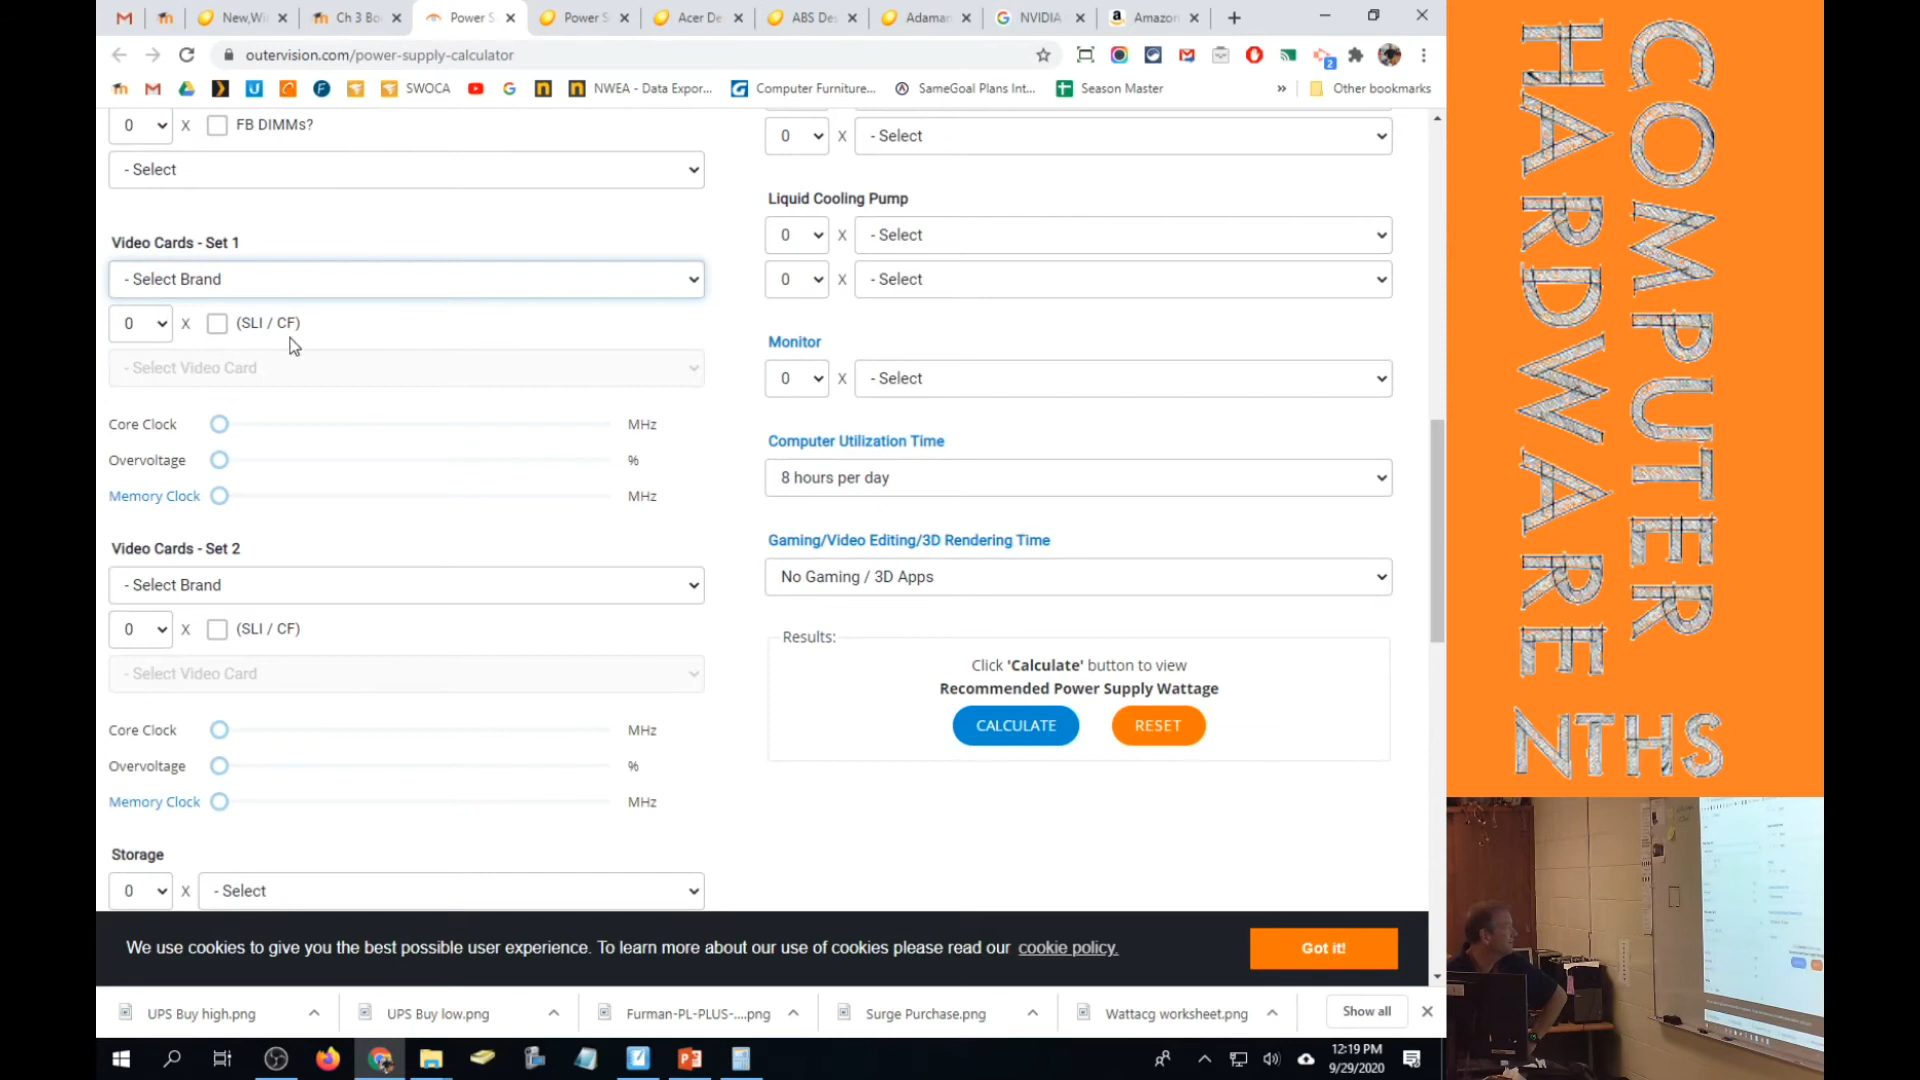 New,Wi
Ch 3 Bo
Power S
Power S
Acer De
ABS Des
Adama
NVIDIA
Amazon
outervision.com/power-supply-calculator
2
SWOCA
NWEA - Data Expor...
Computer Furniture...
SameGoal Plans Int...
Season Master
Other bookmarks
0 X FB DIMMs?
- Select
Video Cards - Set 1
- Select Brand
0 X (SLI / CF)
- Select Video Card
Core Clock MHz
Overvoltage %
Memory Clock MHz
Video Cards - Set 2
- Select Brand
0 X (SLI / CF)
- Select Video Card
Core Clock MHz
Overvoltage %
Memory Clock MHz
Storage
0 X - Select
0 X - Select
Liquid Cooling Pump
0 X - Select
0 X - Select
Monitor
0 X - Select
Computer Utilization Time
8 hours per day
Gaming/Video Editing/3D Rendering Time
No Gaming / 3D Apps
Results:
Click 'Calculate' button to view
Recommended Power Supply Wattage
CALCULATE RESET
We use cookies to give you the best possible user experience. To learn more about our use of cookies please read our cookie policy.
Got it!
UPS Buy high.png
UPS Buy low.png
Furman-PL-PLUS-....png
Surge Purchase.png
Wattacg worksheet.png
Show all
12:19 PM
9/29/2020
COMPUTER
HARDWARE
NTHS